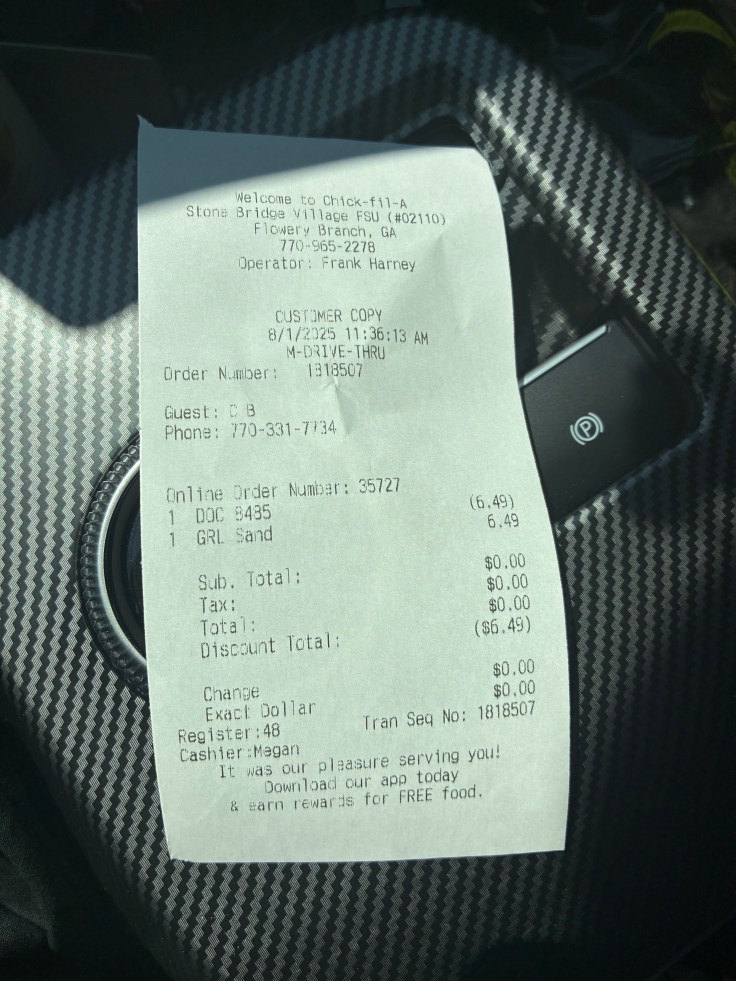 Welcome to Chick-fil-A
Stone Bridge Village FSU (#02110)
Flowery Branch, GA
770-965-2278
Operator: Frank Harney
CUSTOMER COPY
8/1/2025 11:36:13 AM
M-DRIVE-THRU
Order Number: 1818507
Guest: C B
Phone: 770-331-7734
Online Order Number: 35727
1 DOC 8485 (6.49)
1 GRL Sand 6.49
Sub. Total: $0.00
Tax: $0.00
Total: $0.00
Discount Total: ($6.49)
Change $0.00
Exact Dollar $0.00
Register:48 Tran Seq No: 1818507
Cashier:Megan
It was our pleasure serving you!
Download our app today
& earn rewards for FREE food.
P